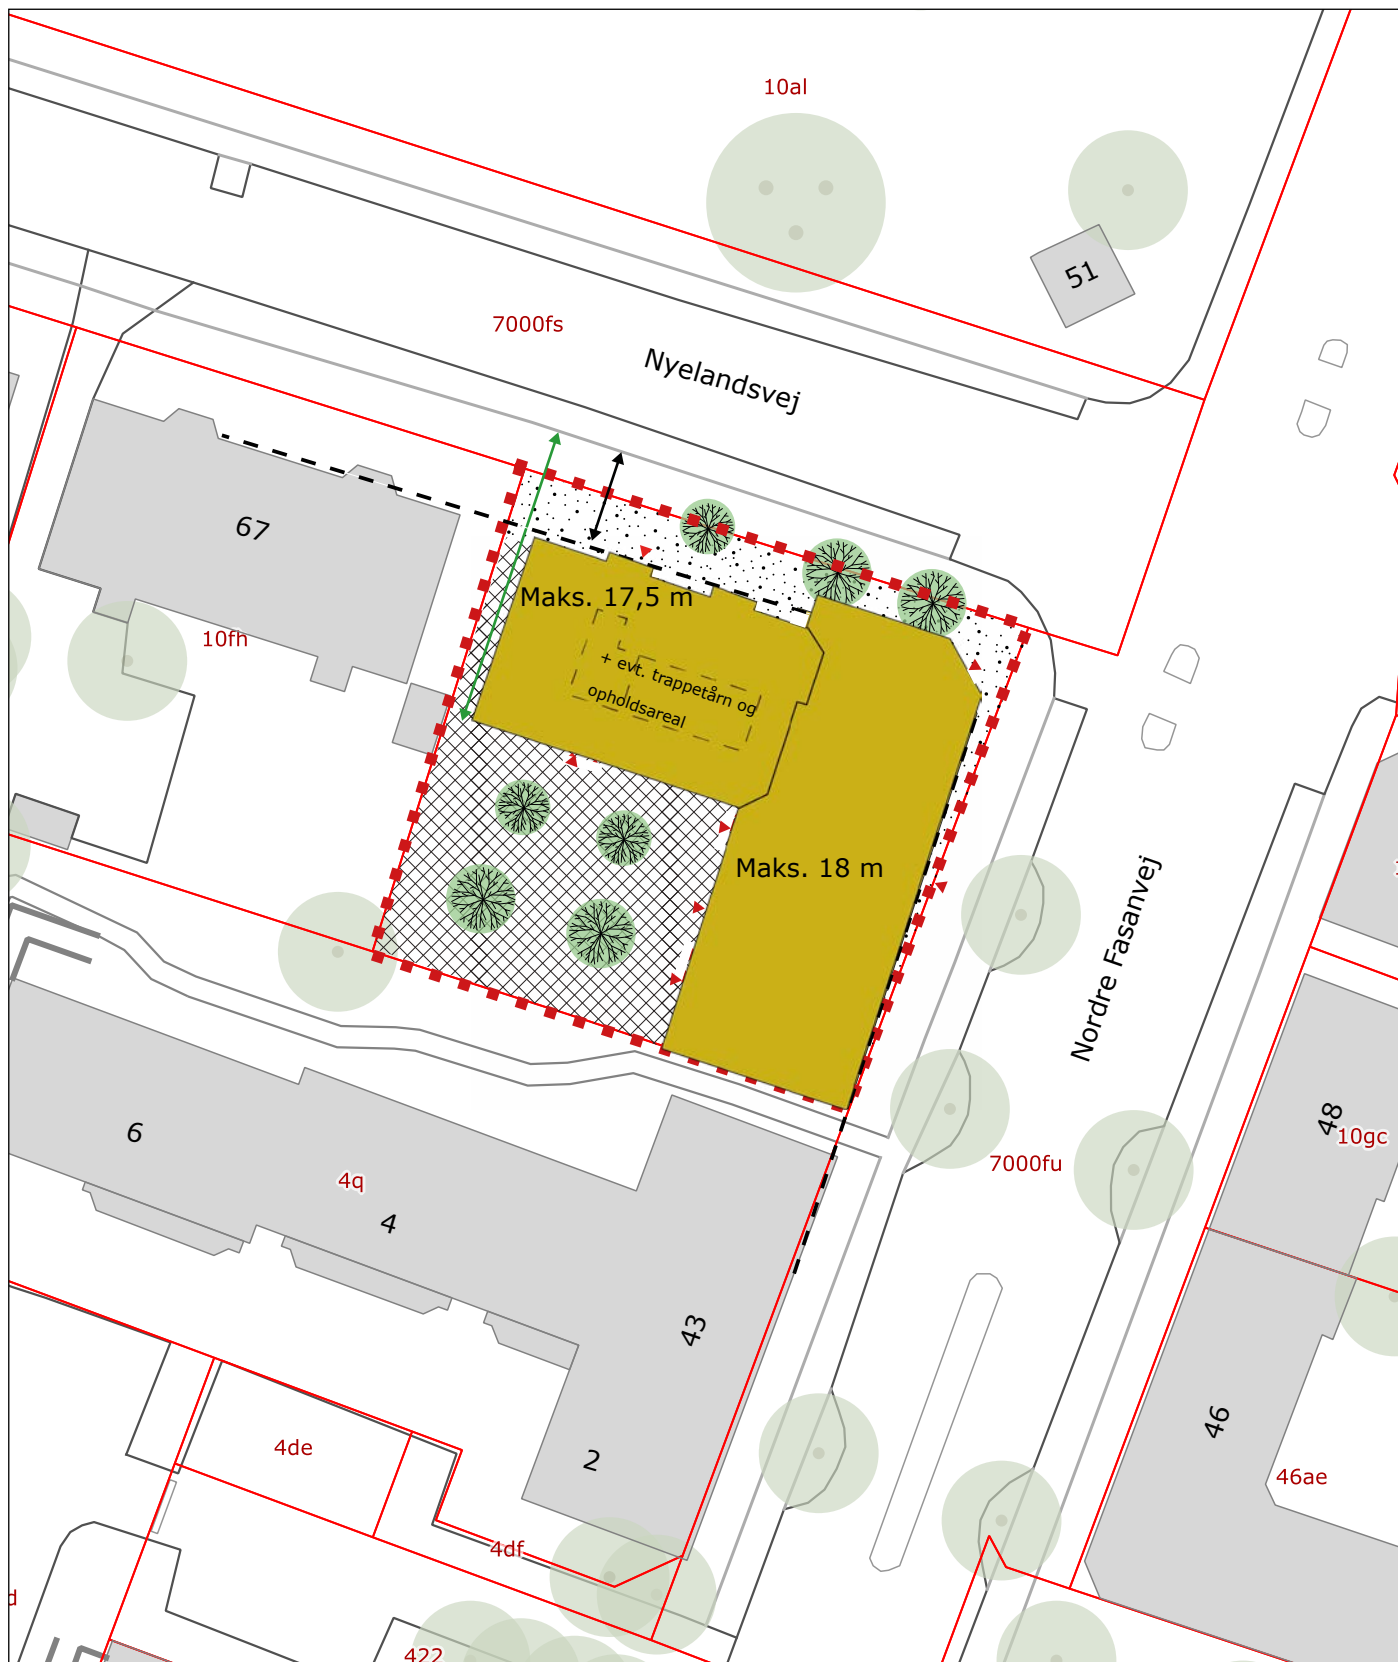 10al
51
7000fs
Nyelandsvej
67
Maks. 17,5 m
10fh
+ evt. trappetårn og
opholdsareal
Maks. 18 m
Nordre Fasanvej
48
10gc
6
7000fu
4q
4
43
46
4de
2
46ae
4df
d
422